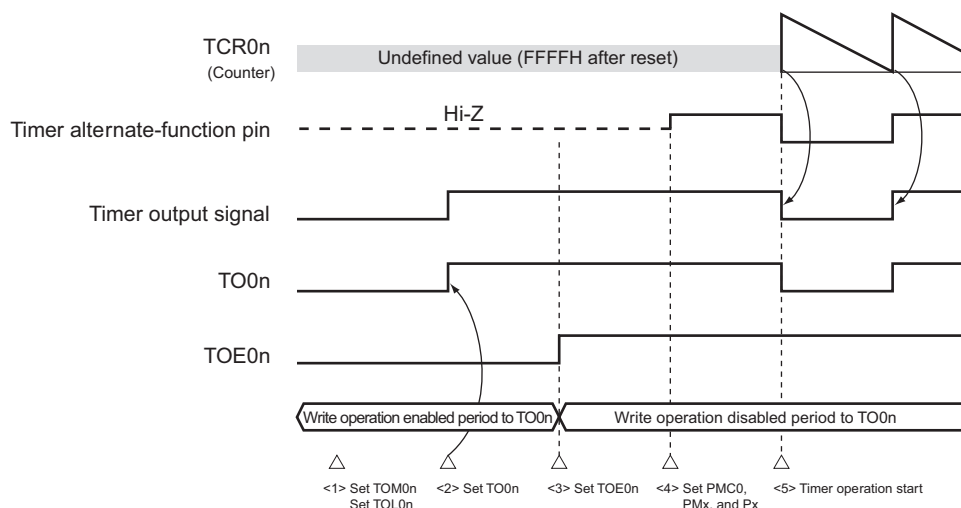 TCR0n
(Counter)
Undefined value (FFFFH after reset)
Timer alternate-function pin
Hi-Z
Timer output signal
TO0n
TOE0n
Write operation enabled period to TO0n
Write operation disabled period to TO0n
<1> Set TOM0n
Set TOL0n
<2> Set TO0n
<3> Set TOE0n
<4> Set PMC0,
PMx, and Px
<5> Timer operation start